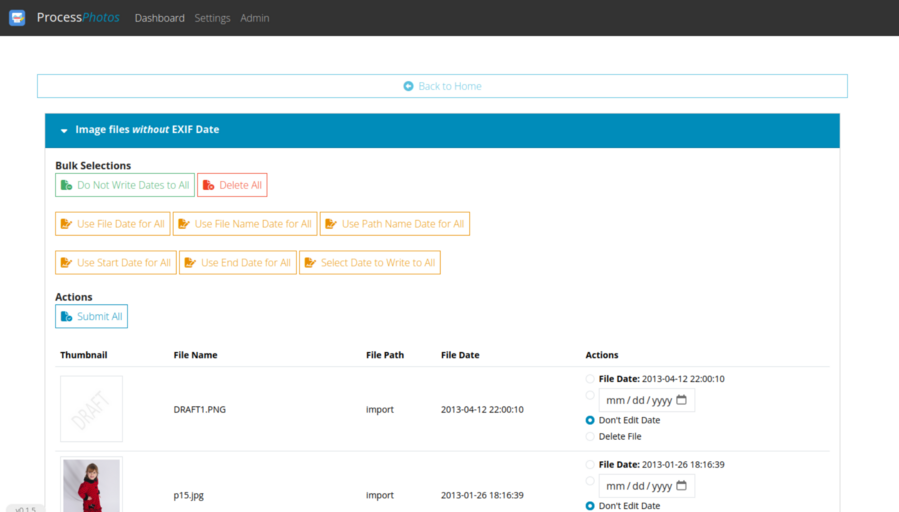 ProcessPhotos Dashboard Settings Admin
Back to Home
Image files without EXIF Date
Bulk Selections
Do Not Write Dates to All Delete All
Use File Date for All Use File Name Date for All Use Path Name Date for All
Use Start Date for All Use End Date for All Select Date to Write to All
Actions
Submit All
Thumbnail File Name File Path File Date Actions
File Date: 2013-04-12 22:00:10
mm/dd/yyyy
DRAFT DRAFT1.PNG import 2013-04-12 22:00:10
Don't Edit Date
Delete File
File Date: 2013-01-26 18:16:39
mm/dd/yyyy
p15.jpg import 2013-01-26 18:16:39
Don't Edit Date
v0.1.5